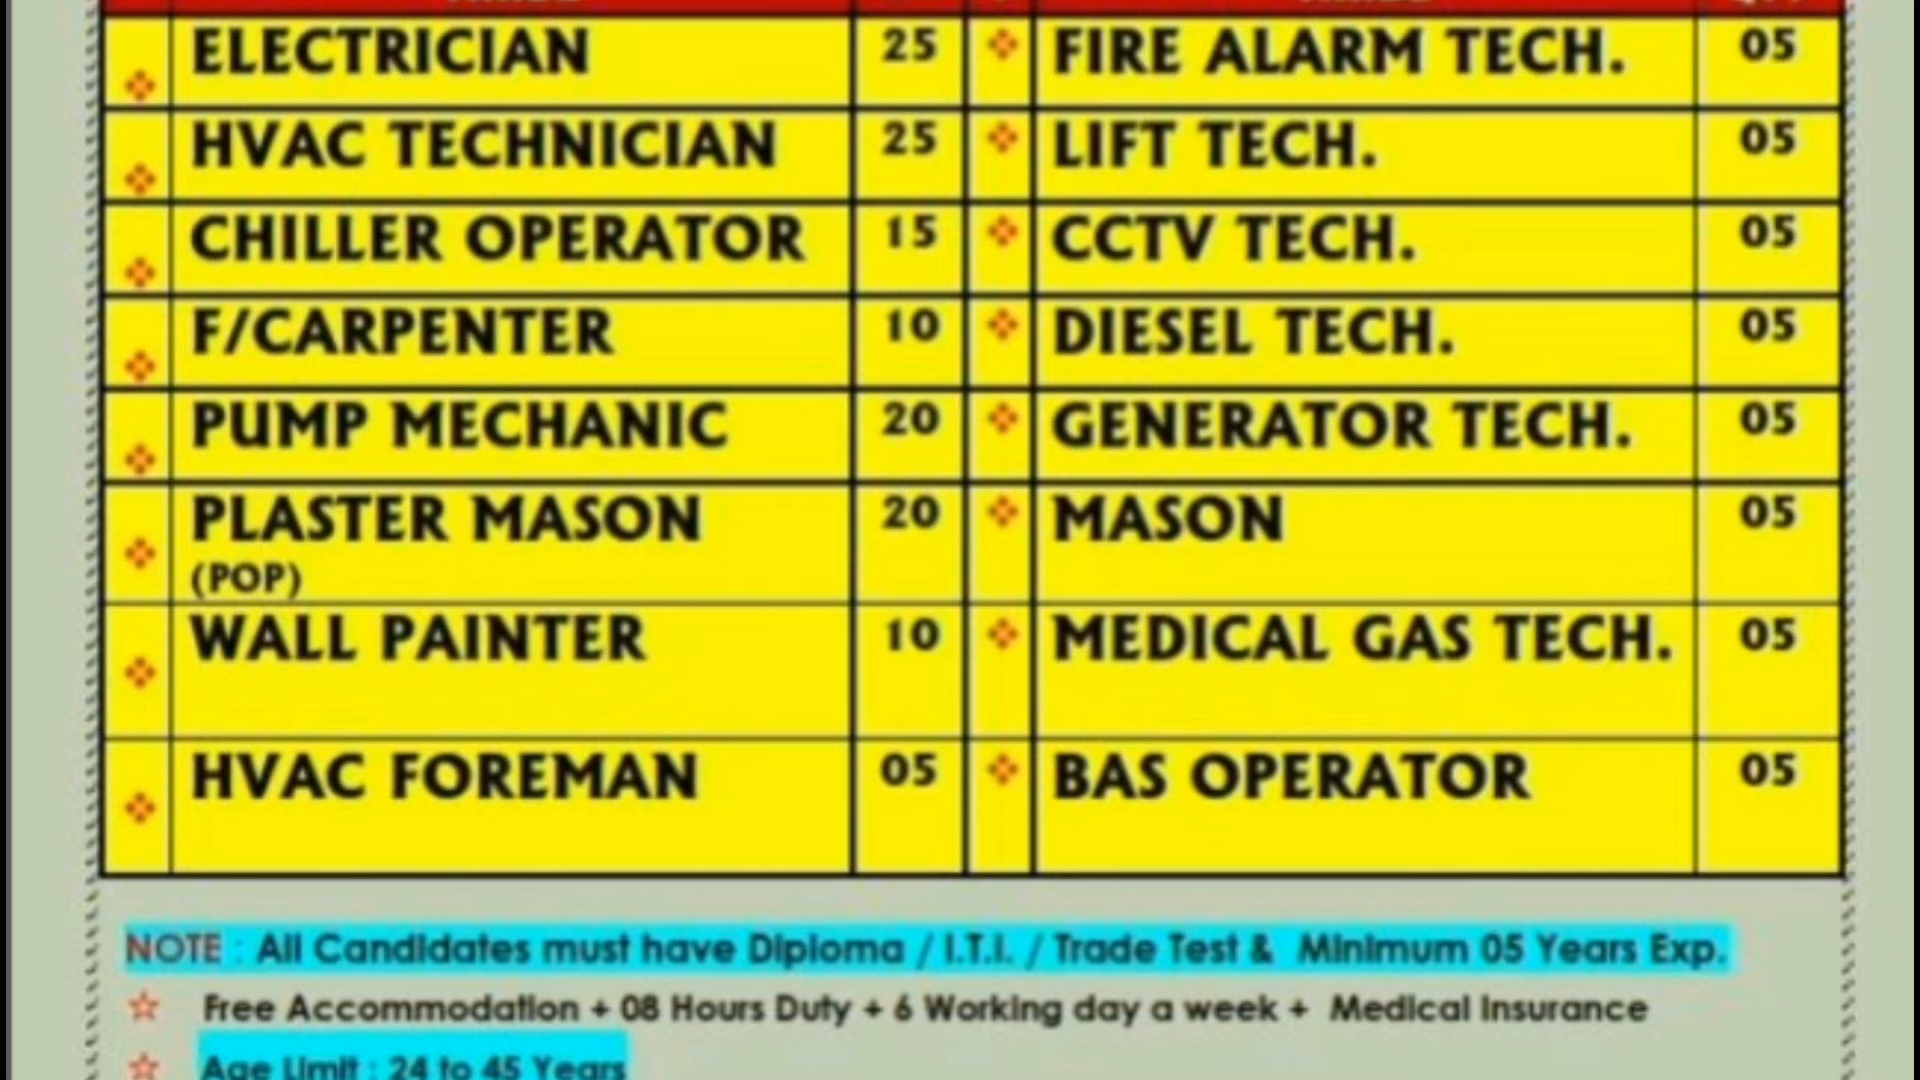 ELECTRICIAN 25 FIRE ALARM TECH. 05
HVAC TECHNICIAN 25 LIFT TECH. 05
CHILLER OPERATOR 15 CCTV TECH. 05
F/CARPENTER 10 DIESEL TECH. 05
PUMP MECHANIC 20 GENERATOR TECH. 05
PLASTER MASON 20 MASON 05
(POP)
WALL PAINTER 10 MEDICAL GAS TECH. 05
HVAC FOREMAN 05 BAS OPERATOR 05
NOTE : All Candidates must have Diploma / I.T.I. / Trade Test & Minimum 05 Years Exp.
Free Accommodation + 08 Hours Duty + 6 Working day a week + Medical Insurance
Age Limit : 24 to 45 Years